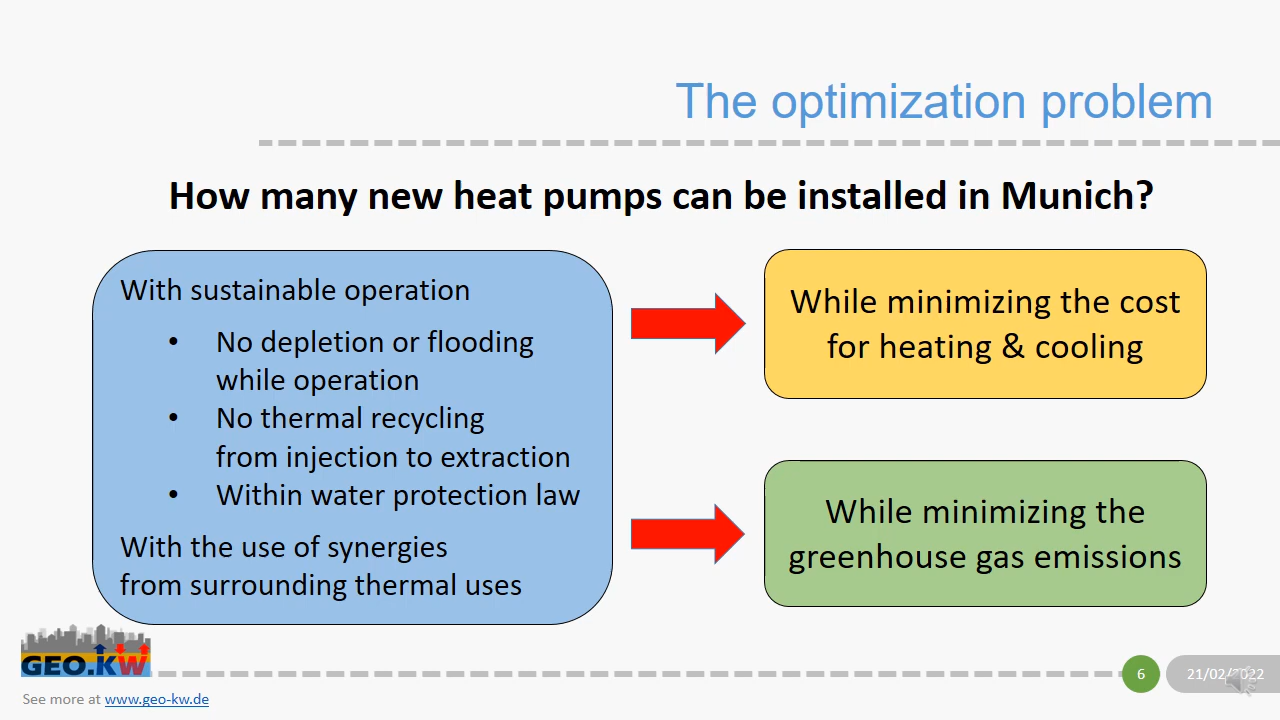 The optimization problem
How many new heat pumps can be installed in Munich?
With sustainable operation
• No depletion or flooding
while operation
• No thermal recycling
from injection to extraction
• Within water protection law
With the use of synergies
from surrounding thermal uses
While minimizing the cost
for heating & cooling
While minimizing the
greenhouse gas emissions
GEO.KW
See more at www.geo-kw.de
6
21/02/2022